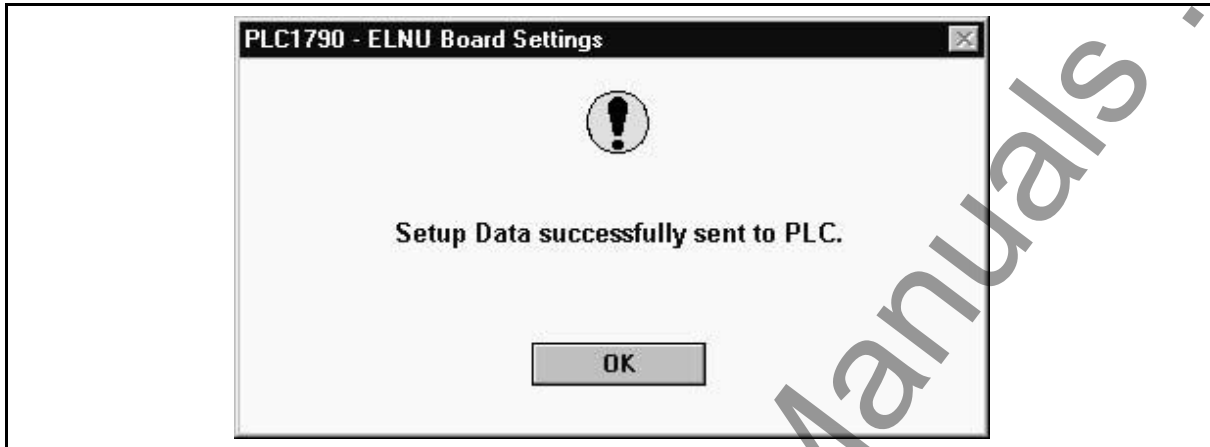 PLC1790 - ELNU Board Settings
Setup Data successfully sent to PLC.
OK
Manuals